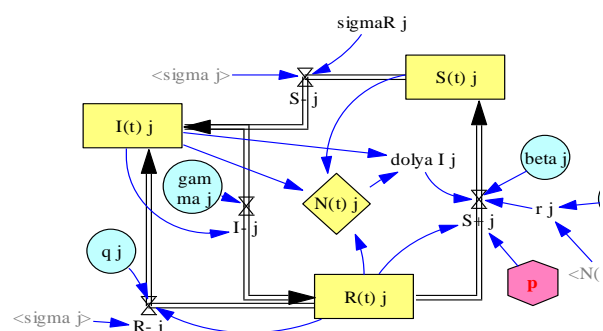 sigmaR j
<sigma j>
S- j
S(t) j
I(t) j
dolya I j
beta j
gam
ma j
N(t) j
r j
I- j
S+ j
q j
<N(
p
R(t) j
<sigma j>
R- j